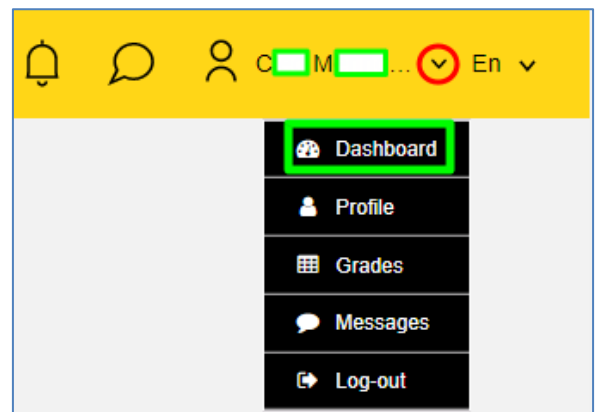 C M ... En
Dashboard
Profile
Grades
Messages
Log-out